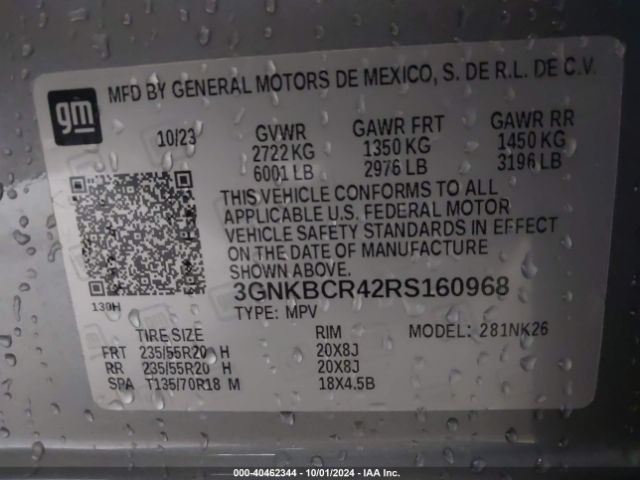 gm
MFD BY GENERAL MOTORS DE MEXICO, S. DE R.L. DE C.V.
10/23 GVWR GAWR FRT GAWR RR
2722 KG 1350 KG 1450 KG
6001 LB 2976 LB 3196 LB
THIS VEHICLE CONFORMS TO ALL
APPLICABLE U.S. FEDERAL MOTOR
VEHICLE SAFETY STANDARDS IN EFFECT
ON THE DATE OF MANUFACTURE
SHOWN ABOVE.
130H
3GNKBCR42RS160968
TYPE: MPV
TIRE SIZE RIM MODEL: 281NK26
FRT 235/55R20 H 20X8J
RR 235/55R20 H 20X8J
SPA T135/70R18 M 18X4.5B
000-40462344 - 10/01/2024 - IAA Inc.